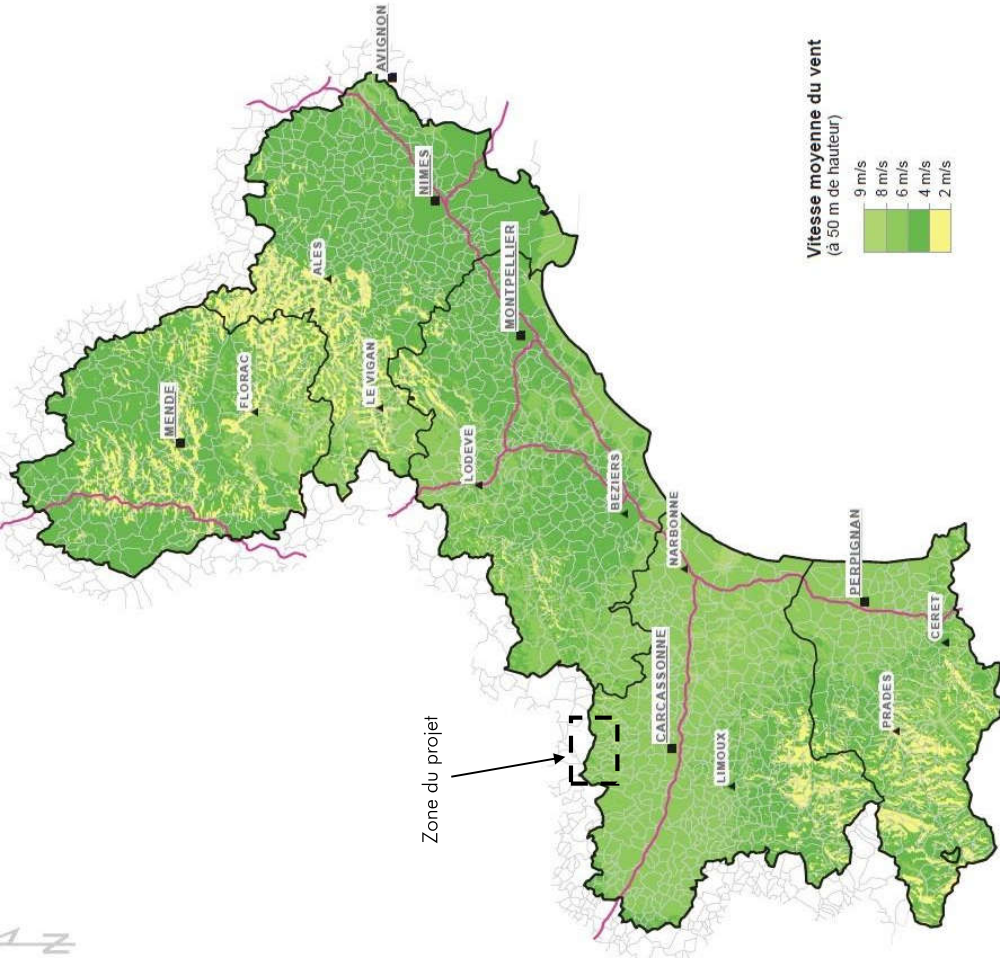 Vitesse moyenne du vent
(à 50 m de hauteur)
9 m/s
8 m/s
6 m/s
4 m/s
2 m/s
Zone du projet
MENDE
FLORAC
ALES
LE VIGAN
AVIGNON
NIMES
MONTPELLIER
LODEVE
BEZIERS
NARBONNE
CARCASSONNE
LIMOUX
PERPIGNAN
PRADES
CERET
N